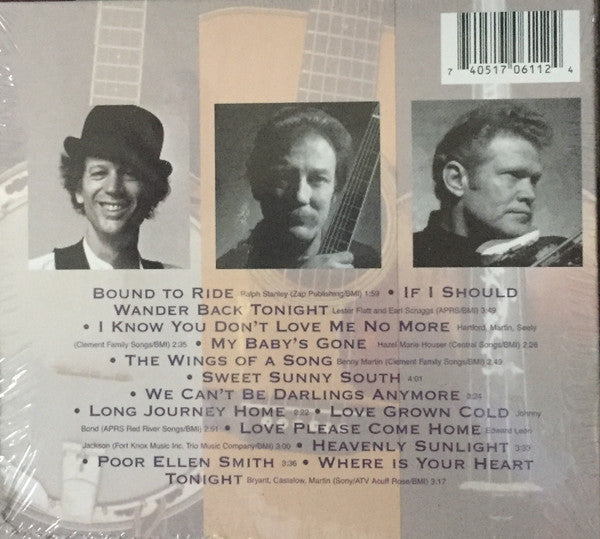 7 40517 06112 4
BOUND TO RIDE Ralph Stanley (Zap Publishing/BMI) 1:59 • IF I SHOULD
WANDER BACK TONIGHT Lester Flatt and Earl Scruggs (APRS/BMI) 3:49
• I KNOW YOU DON'T LOVE ME NO MORE Hartford, Martin, Seely
(Clement Family Songs/BMI) 2:35 • MY BABY'S GONE Hazel Marie Houser (Central Songs/BMI) 2:26
• THE WINGS OF A SONG Benny Martin (Clement Family Songs/BMI) 2:49
• SWEET SUNNY SOUTH 4:01
• WE CAN'T BE DARLINGS ANYMORE
• LONG JOURNEY HOME • LOVE GROWN COLD Johnny
Bond (APRS Red River Songs/BMI) 2:51 • LOVE PLEASE COME HOME Edward Leon
Jackson (Fort Knox Music Inc. Trio Music Company/BMI) 3:00 • HEAVENLY SUNLIGHT
• POOR ELLEN SMITH 3:36 • WHERE IS YOUR HEART
TONIGHT Bryant, Castalow, Martin (Sony/ATV Acuff Rose/BMI) 3:17